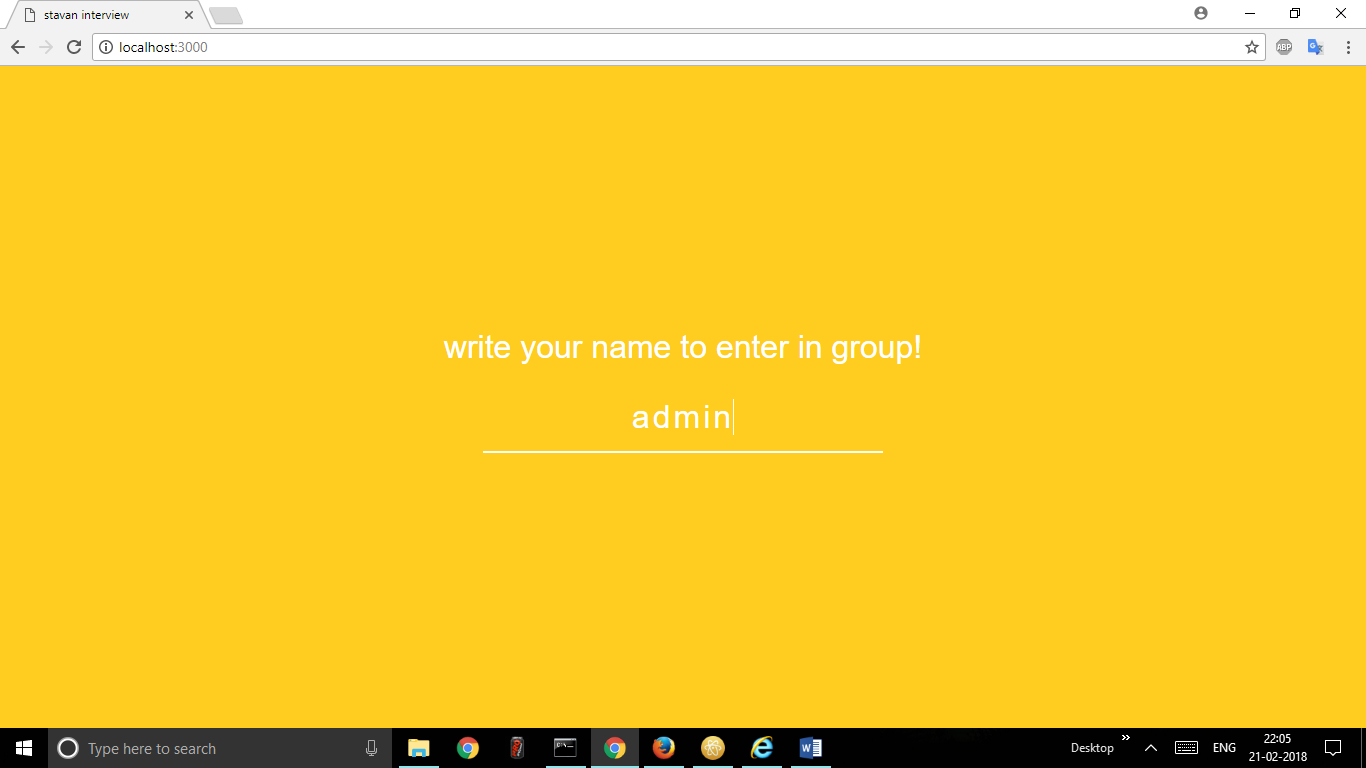 stavan interview
localhost:3000
ABP
G
write your name to enter in group!
admin
Type here to search
Desktop
ENG
22:05
21-02-2018